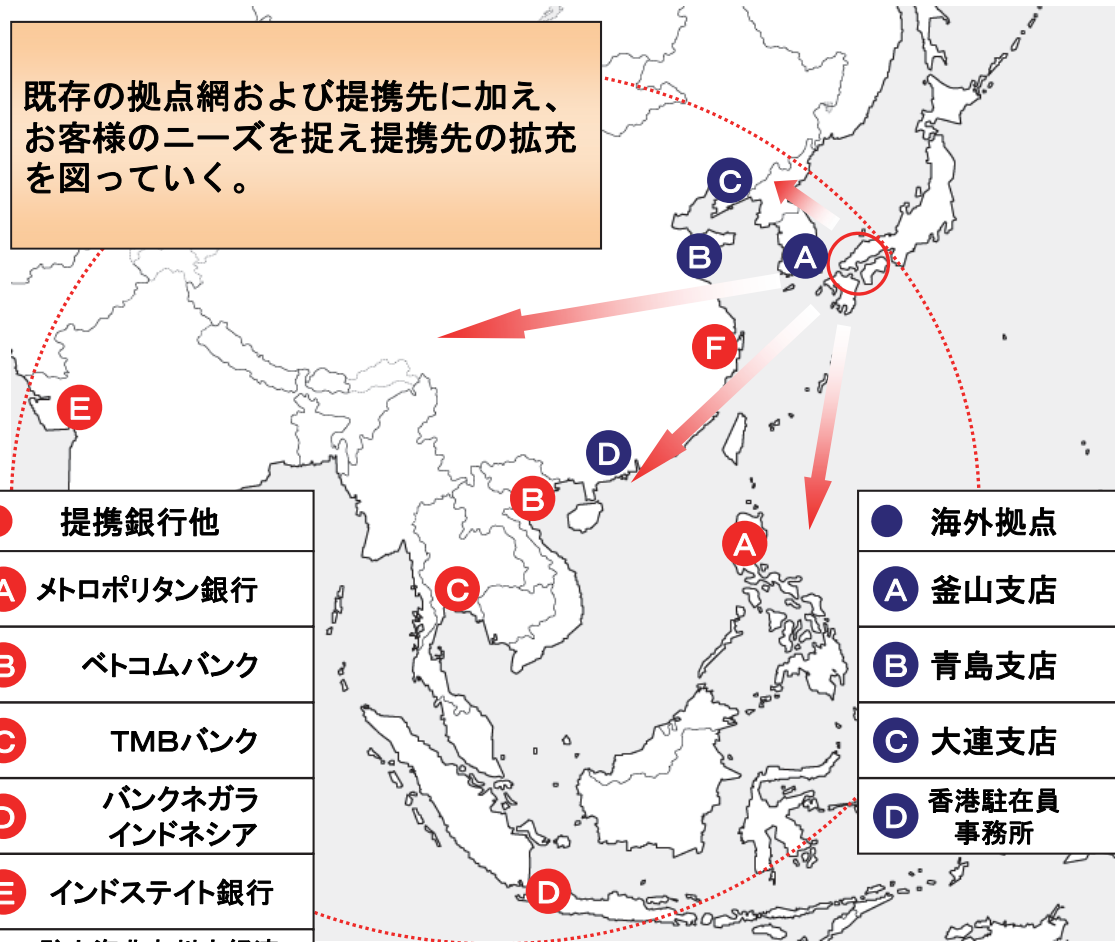 既存の拠点網および提携先に加え、
お客様のニーズを捉え提携先の拡充
を図っていく。
C
B
A
F
E
D
B
A
C
D
提携銀行他
A メトロポリタン銀行
B ベトコムバンク
C TMBバンク
D バンクネガラ
インドネシア
E インドステイト銀行
海外拠点
A 釜山支店
B 青島支店
C 大連支店
D 香港駐在員
事務所